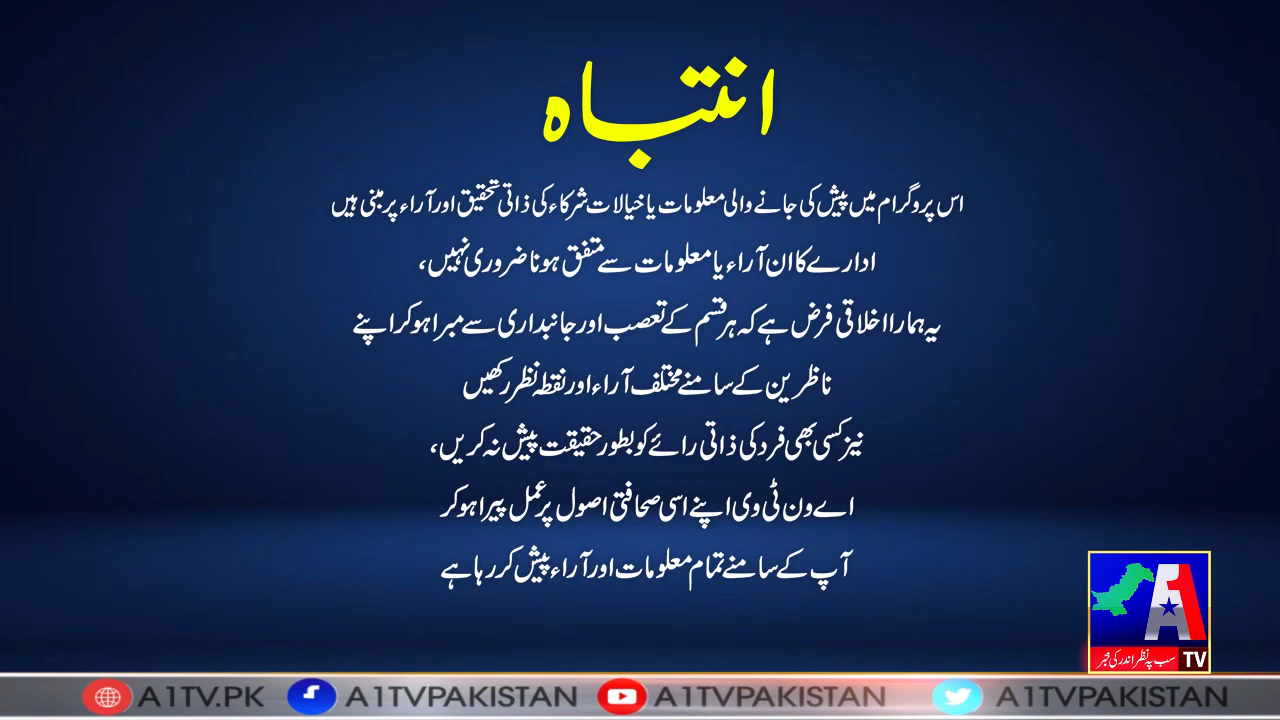 انتباہ
اس پروگرام میں پیش کی جانے والی معلومات یا خیالات شرکاء کی ذاتی تحقیق اور آراء پر مبنی ہیں
ادارے کا ان آراء یا معلومات سے متفق ہونا ضروری نہیں،
یہ ہمارا اخلاقی فرض ہے کہ ہر قسم کے تعصب اور جانبداری سے مبرا ہو کر اپنے
ناظرین کے سامنے مختلف آراء اور نقطہ نظر رکھیں
نیز کسی بھی فرد کی ذاتی رائے کو بطور حقیقت پیش نہ کریں،
اے ون ٹی وی اپنے اسی صحافتی اصول پر عمل پیرا ہو کر
آپ کے سامنے تمام معلومات اور آراء پیش کر رہا ہے
A1
سب پہ نظر اندر کی خبر TV
A1TV.PK A1TVPAKISTAN A1TVPAKISTAN A1TVPAKISTAN